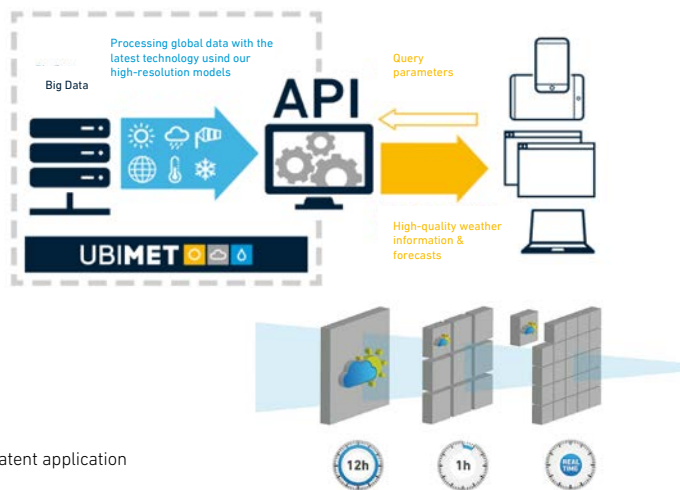 Processing global data with the
latest technology usind our
high-resolution models
Big Data
API
Query
parameters
High-quality weather
information &
forecasts
UBIMET
12h
1h
REAL
TIME
atent application